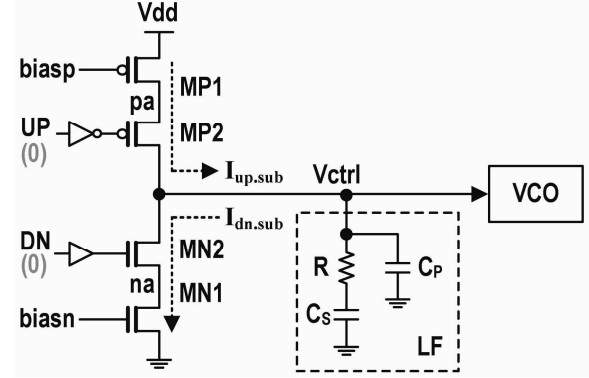 Vdd
biasp
MP1
pa
UP
MP2
(0)
Iup.sub
Vctrl
VCO
Idn.sub
DN
(0)
MN2
na
MN1
R
CP
biasn
CS
LF